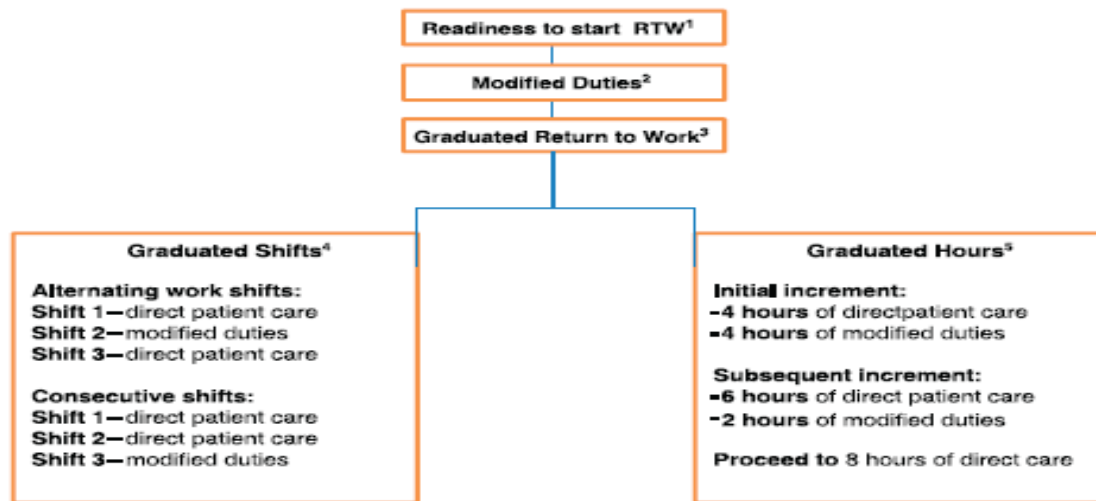 Readiness to start RTW¹
Modified Duties²
Graduated Return to Work³
Graduated Shifts⁴
Alternating work shifts:
Shift 1—direct patient care
Shift 2—modified duties
Shift 3—direct patient care
Consecutive shifts:
Shift 1—direct patient care
Shift 2—direct patient care
Shift 3—modified duties
Graduated Hours⁵
Initial increment:
-4 hours of directpatient care
-4 hours of modified duties
Subsequent increment:
-6 hours of direct patient care
-2 hours of modified duties
Proceed to 8 hours of direct care